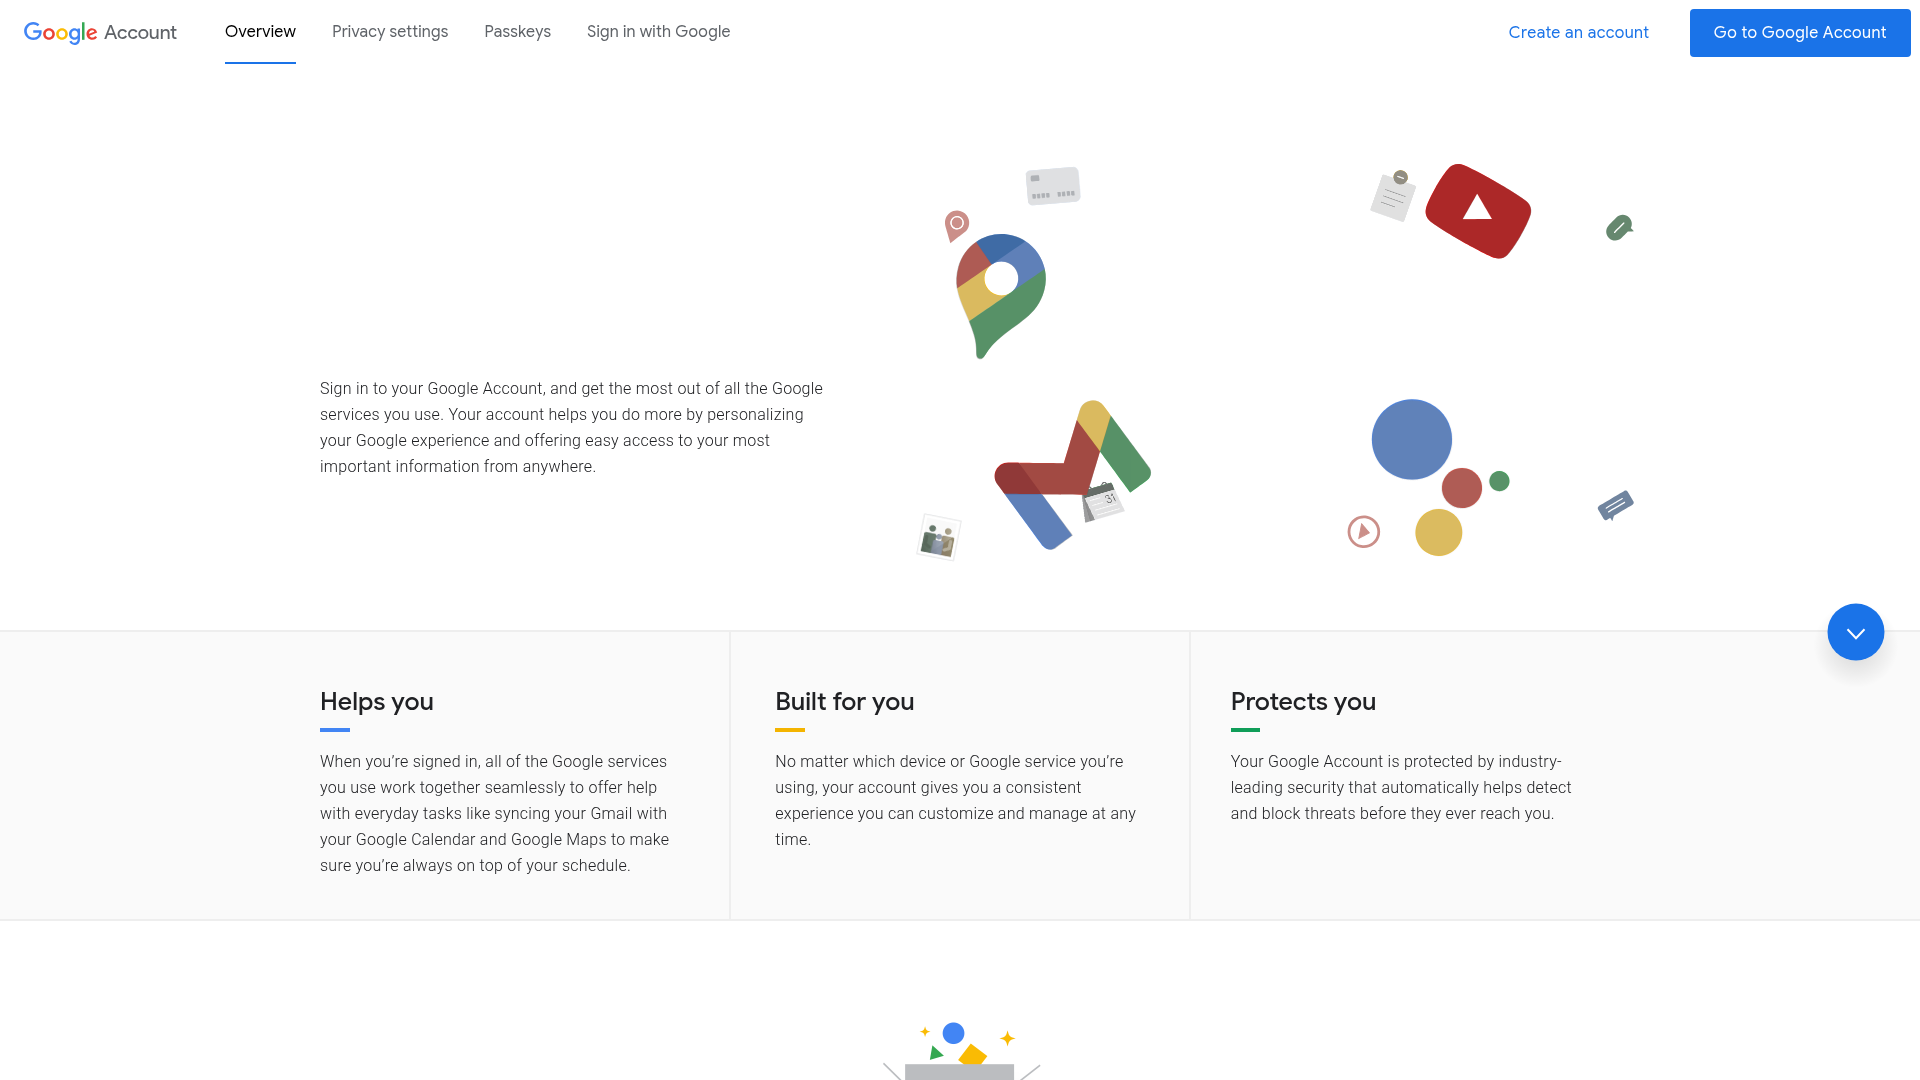 Google Account
Overview
Privacy settings
Passkeys
Sign in with Google
Create an account
Go to Google Account
Sign in to your Google Account, and get the most out of all the Google
services you use. Your account helps you do more by personalizing
your Google experience and offering easy access to your most
important information from anywhere.
31
Helps you
When you’re signed in, all of the Google services
you use work together seamlessly to offer help
with everyday tasks like syncing your Gmail with
your Google Calendar and Google Maps to make
sure you’re always on top of your schedule.
Built for you
No matter which device or Google service you’re
using, your account gives you a consistent
experience you can customize and manage at any
time.
Protects you
Your Google Account is protected by industry-
leading security that automatically helps detect
and block threats before they ever reach you.